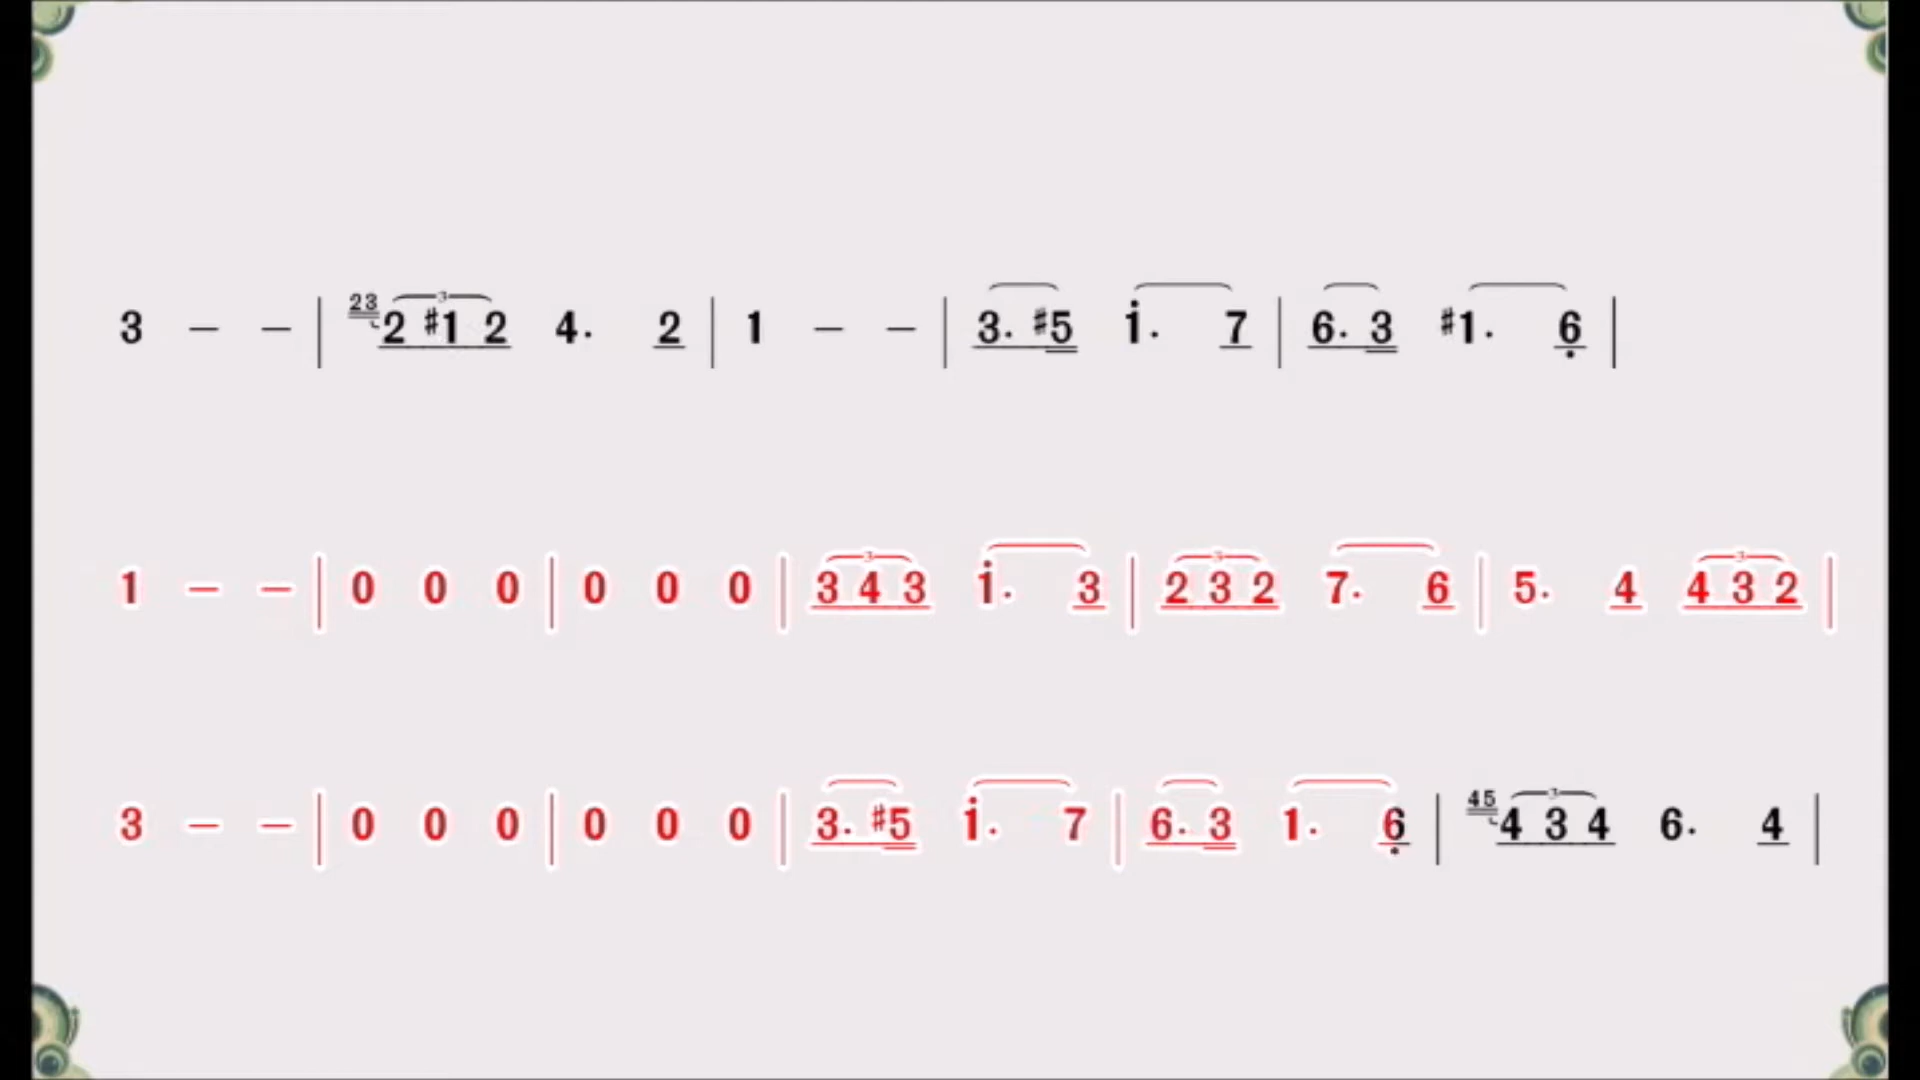 3 – – | 23 2 #1 2 4. 2 | 1 – – | 3. #5 i. 7 | 6. 3 #1. 6 |
1 – – | 0 0 0 | 0 0 0 | 3 4 3 i. 3 | 2 3 2 7. 6 | 5. 4 4 3 2 |
3 – – | 0 0 0 | 0 0 0 | 3. #5 i. 7 | 6. 3 1. 6 | 45 4 3 4 6. 4 |